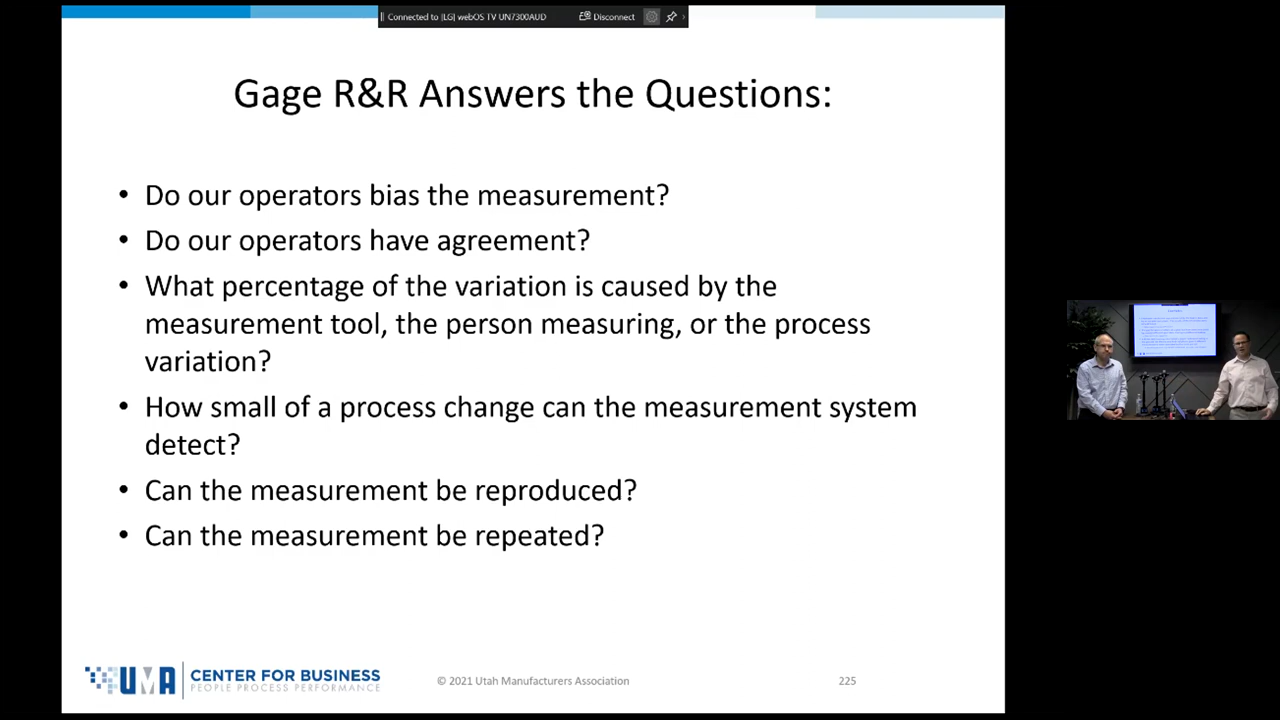 Connected to [LG] webOS TV UN7300AUD Disconnect
Gage R&R Answers the Questions:
• Do our operators bias the measurement?
• Do our operators have agreement?
• What percentage of the variation is caused by the
measurement tool, the person measuring, or the process
variation?
• How small of a process change can the measurement system
detect?
• Can the measurement be reproduced?
• Can the measurement be repeated?
UMA CENTER FOR BUSINESS
PEOPLE PROCESS PERFORMANCE
© 2021 Utah Manufacturers Association
225